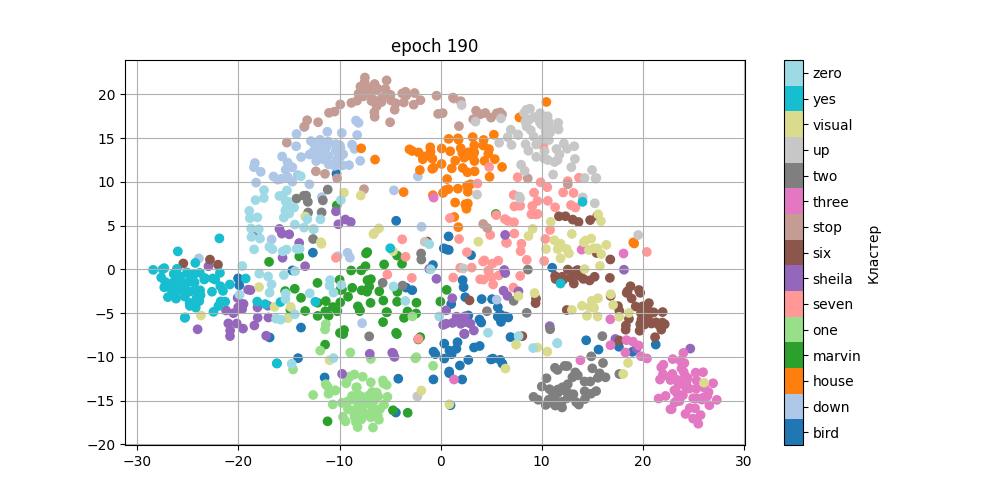 epoch 190
20
15
10
5
0
−5
−10
−15
−20
−30
−20
−10
0
10
20
30
zero
yes
visual
up
two
three
stop
six
sheila
seven
one
marvin
house
down
bird
Кластер